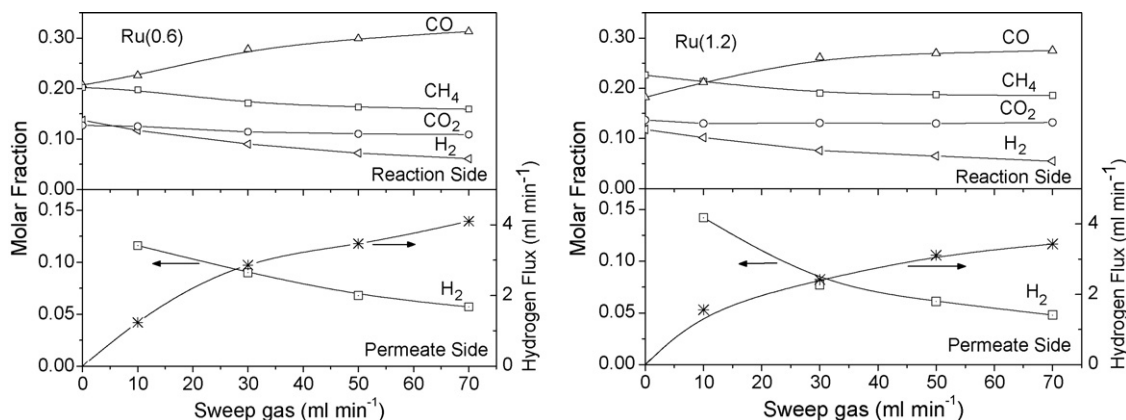 Ru(0.6)
CO
CH₄
CO₂
H₂
Reaction Side
0.30
0.20
0.10
0.00
Molar Fraction
0.15
0.10
0.05
0.00
H₂
Permeate Side
4
2
0
Hydrogen Flux (ml min⁻¹)
0 10 20 30 40 50 60 70
Sweep gas (ml min⁻¹)
Ru(1.2)
CO
CH₄
CO₂
H₂
Reaction Side
0.30
0.20
0.10
0.00
Molar Fraction
0.15
0.10
0.05
0.00
H₂
Permeate Side
4
2
0
Hydrogen Flux (ml min⁻¹)
0 10 20 30 40 50 60 70
Sweep gas (ml min⁻¹)